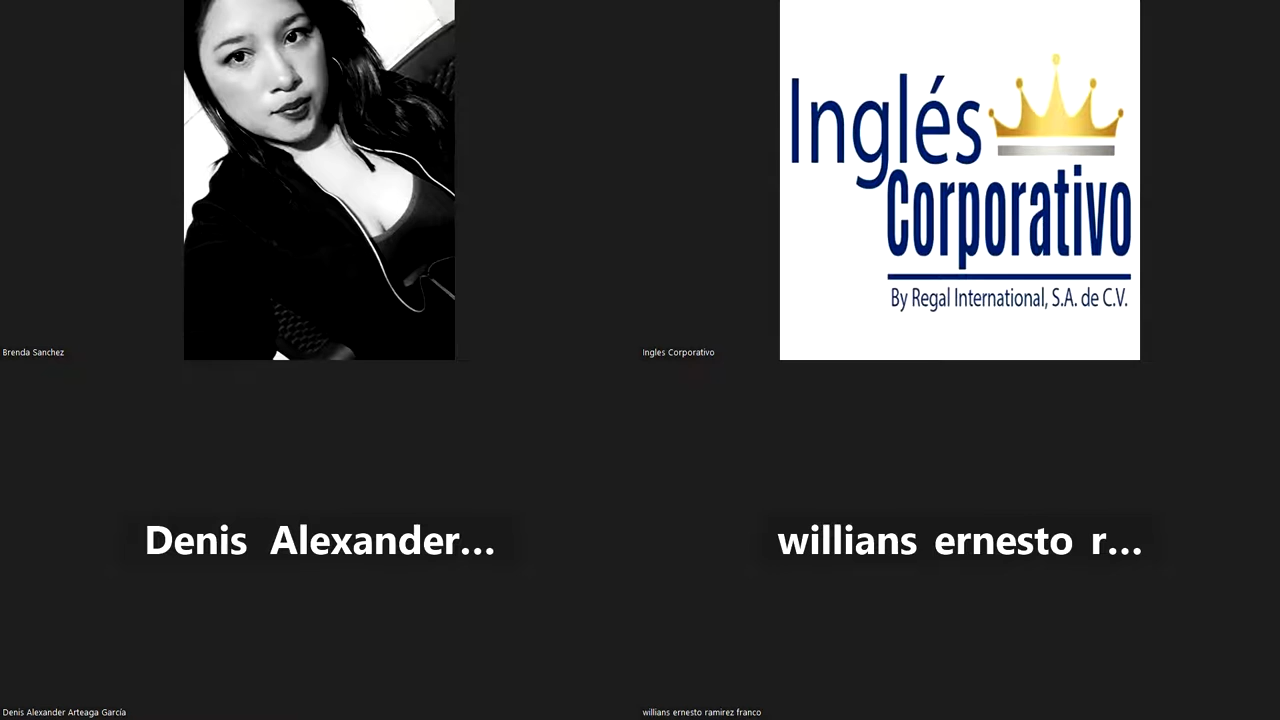 Inglés
Corporativo
By Regal International, S.A. de C.V.
Brenda Sanchez
Ingles Corporativo
Denis Alexander...
willians ernesto r...
Denis Alexander Arteaga García
willians ernesto ramirez franco